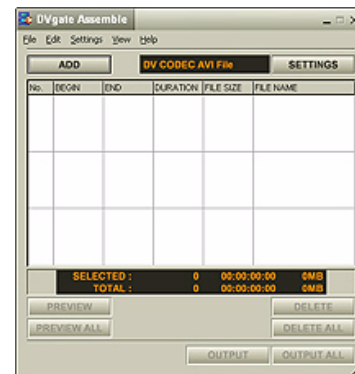 DVgate Assemble
File Edit Settings View Help
ADD DV CODEC AVI File SETTINGS
No. BEGIN END DURATION FILE SIZE FILE NAME
SELECTED : 0 00:00:00:00 0MB
TOTAL : 0 00:00:00:00 0MB
PREVIEW DELETE
PREVIEW ALL DELETE ALL
OUTPUT OUTPUT ALL